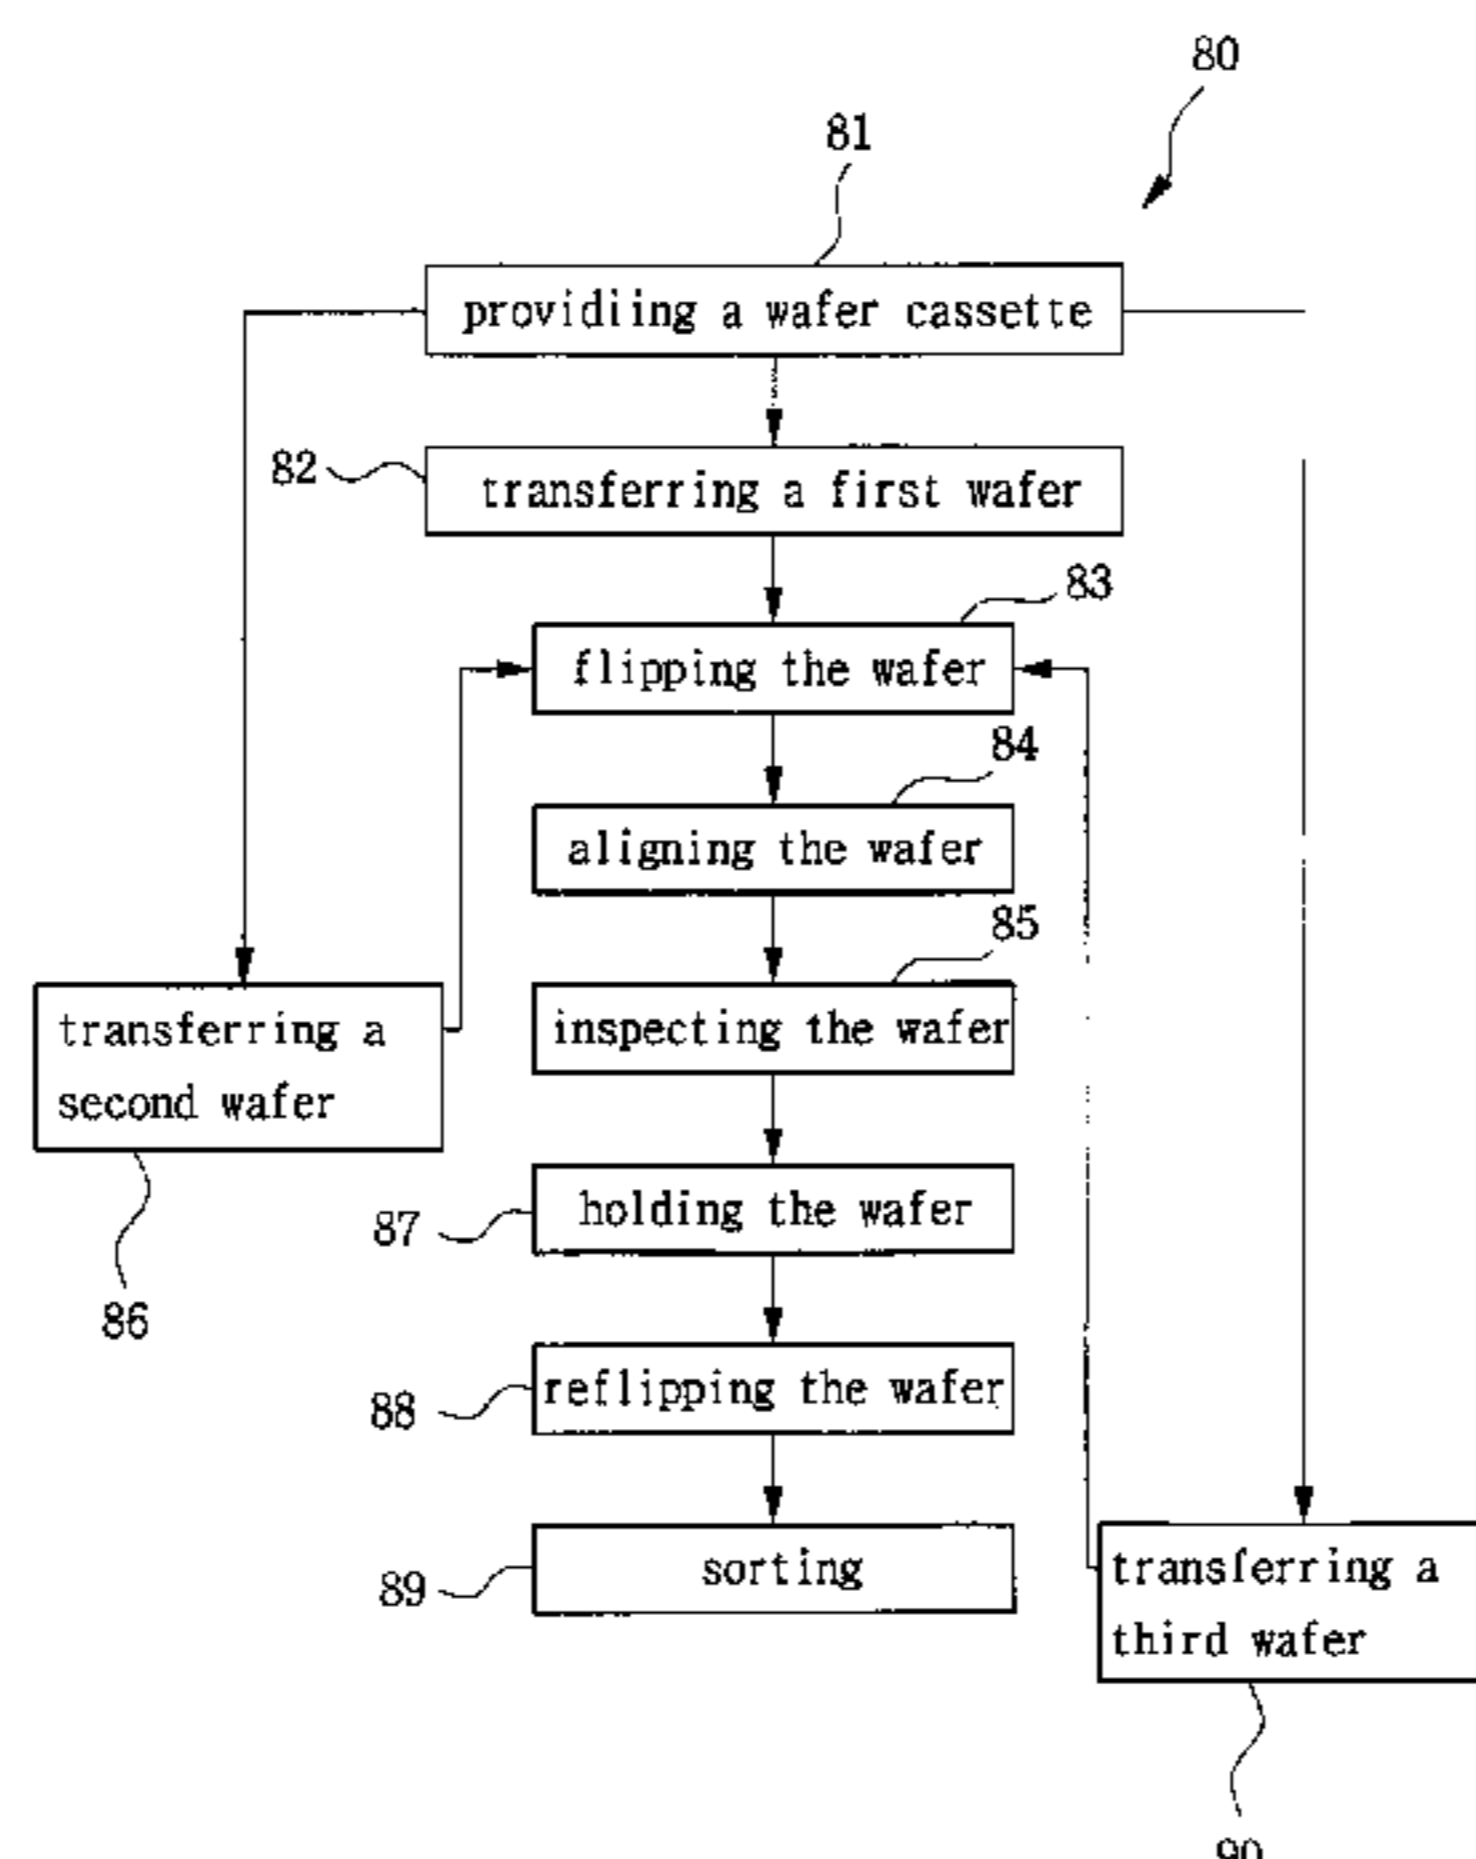 80
81
providiing a wafer cassette
82
transferring a first wafer
83
flipping the wafer
84
aligning the wafer
85
inspecting the wafer
transferring a
second wafer
86
87
holding the wafer
88
reflipping the wafer
89
sorting
transferring a
third wafer
90